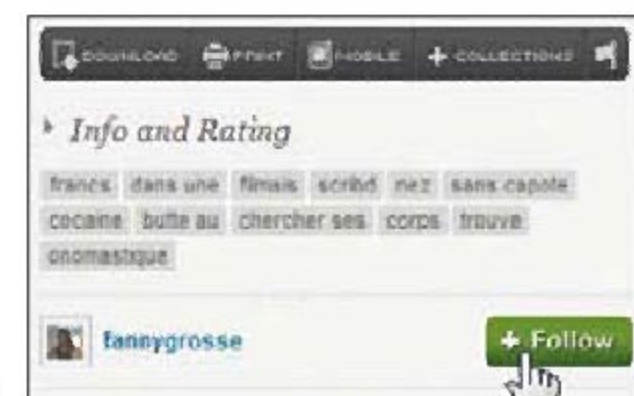 DOWNLOAD PRINT MOBILE + COLLECTIONS
Info and Rating
francs dans une filmais scribd nez sans capote
cocaine butte au chercher ses corps trouve
onomastique
fannygrosse + Follow